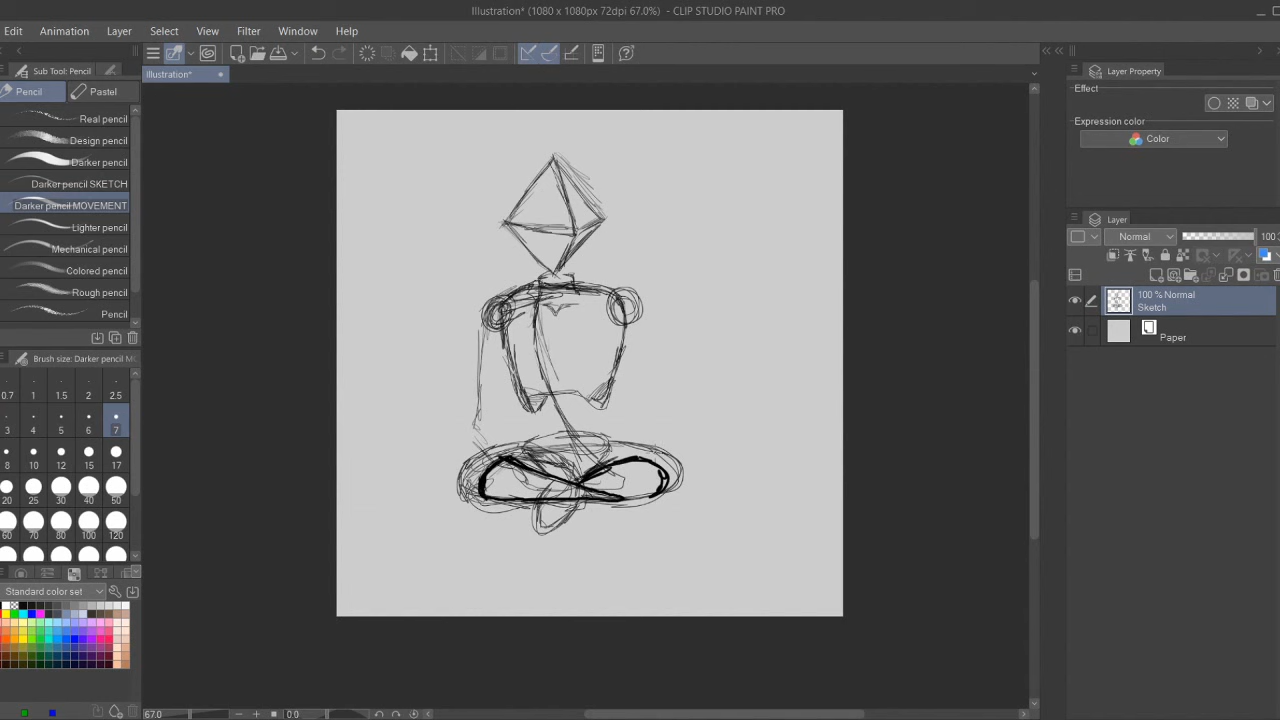 Illustration* (1080 x 1080px 72dpi 67.0%) - CLIP STUDIO PAINT PRO
Edit Animation Layer Select View Filter Window Help
Sub Tool: Pencil
Illustration*
Pencil Pastel
Real pencil
Design pencil
Darker pencil
Darker pencil SKETCH
Darker pencil MOVEMENT
Lighter pencil
Mechanical pencil
Colored pencil
Rough pencil
Pencil
Brush size: Darker pencil MO
0.7 1 1.5 2 2.5
3 4 5 6 7
8 10 12 15 17
20 25 30 40 50
60 70 80 100 120
Standard color set
67.0
0.0
Layer Property
Effect
Expression color
Color
Layer
Normal 100
100 % Normal
Sketch
Paper